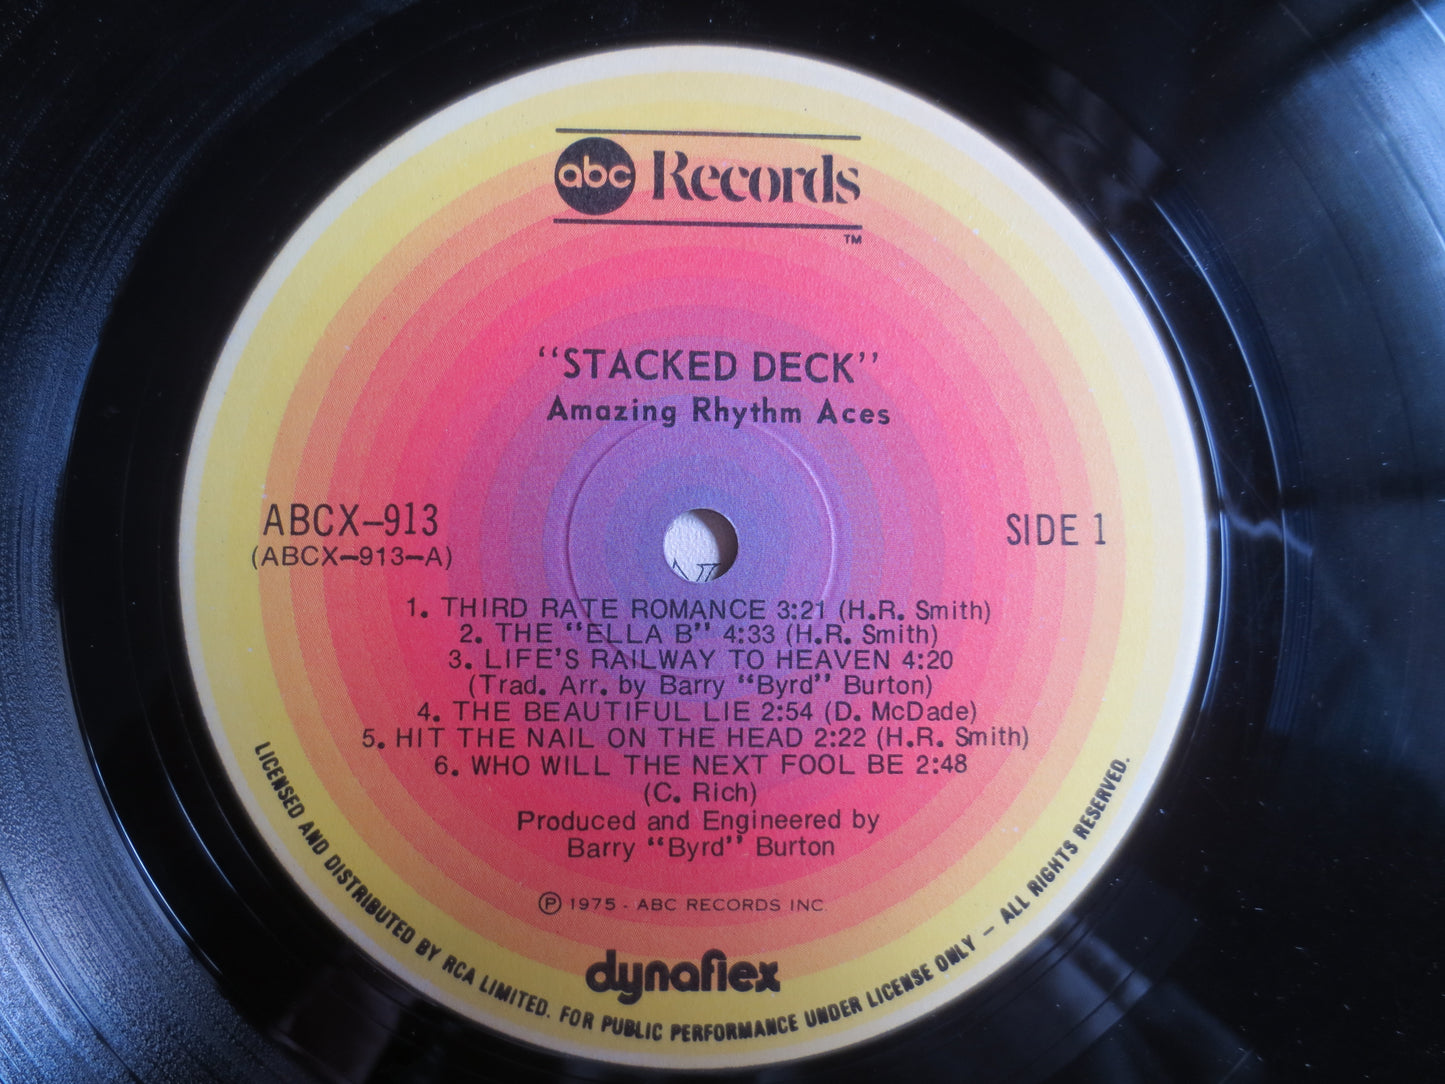 abc Records
TM
"STACKED DECK"
Amazing Rhythm Aces
ABCX-913
(ABCX-913-A)
SIDE 1
1. THIRD RATE ROMANCE 3:21 (H.R. Smith)
2. THE "ELLA B" 4:33 (H.R. Smith)
3. LIFE'S RAILWAY TO HEAVEN 4:20
(Trad. Arr. by Barry "Byrd" Burton)
4. THE BEAUTIFUL LIE 2:54 (D. McDade)
5. HIT THE NAIL ON THE HEAD 2:22 (H.R. Smith)
6. WHO WILL THE NEXT FOOL BE 2:48
(C. Rich)
Produced and Engineered by
Barry "Byrd" Burton
Ⓟ 1975 - ABC RECORDS INC.
dynaflex
LICENSED AND DISTRIBUTED BY RCA LIMITED. FOR PUBLIC PERFORMANCE UNDER LICENSE ONLY – ALL RIGHTS RESERVED.